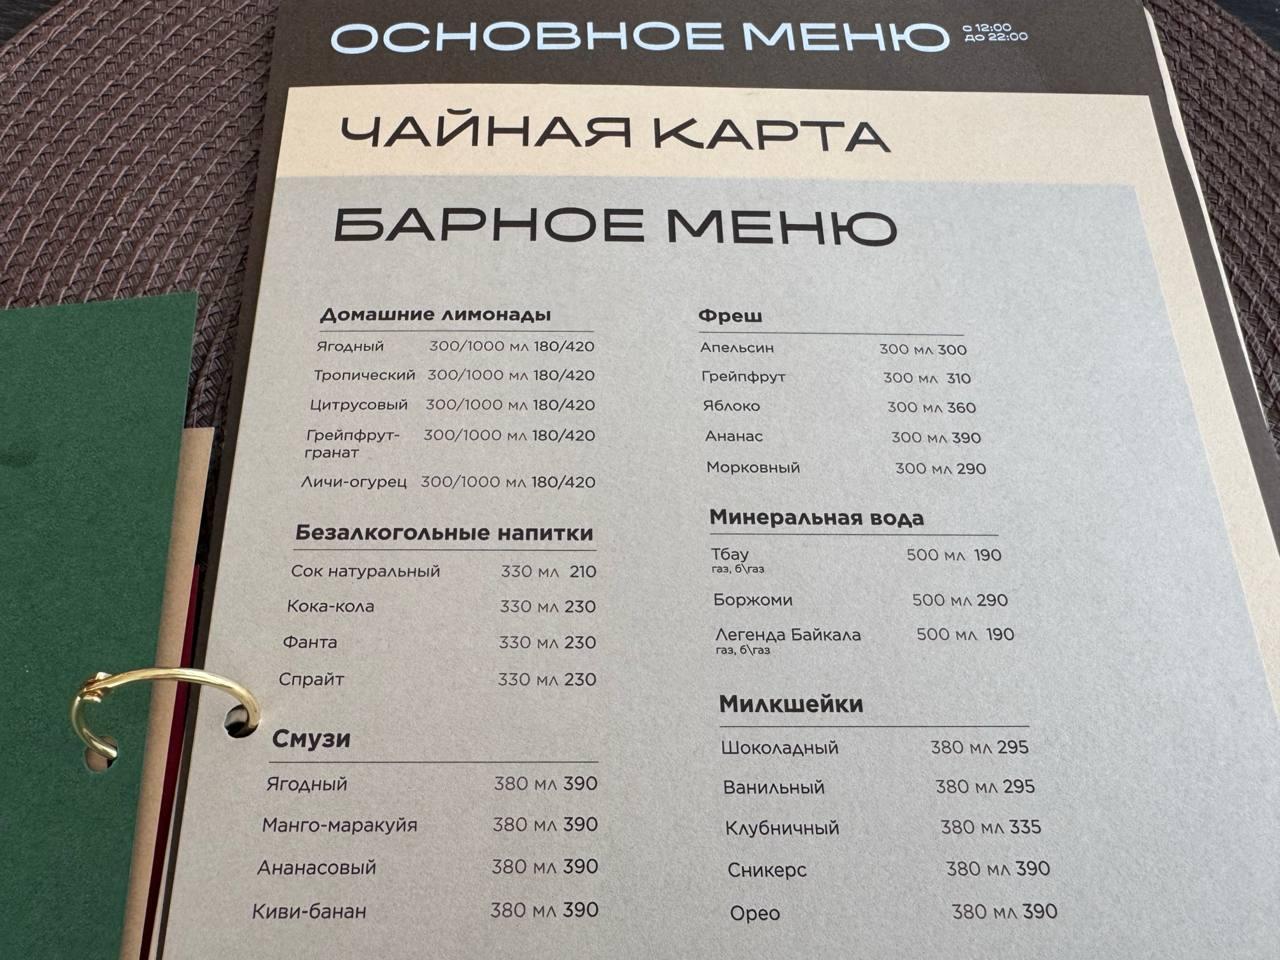 ОСНОВНОЕ МЕНЮ с 12:00
до 22:00
ЧАЙНАЯ КАРТА
БАРНОЕ МЕНЮ
Домашние лимонады
Ягодный 300/1000 мл 180/420
Тропический 300/1000 мл 180/420
Цитрусовый 300/1000 мл 180/420
Грейпфрут- 300/1000 мл 180/420
гранат
Личи-огурец 300/1000 мл 180/420
Безалкогольные напитки
Сок натуральный 330 мл 210
Кока-кола 330 мл 230
Фанта 330 мл 230
Спрайт 330 мл 230
Смузи
Ягодный 380 мл 390
Манго-маракуйя 380 мл 390
Ананасовый 380 мл 390
Киви-банан 380 мл 390
Фреш
Апельсин 300 мл 300
Грейпфрут 300 мл 310
Яблоко 300 мл 360
Ананас 300 мл 390
Морковный 300 мл 290
Минеральная вода
Тбау 500 мл 190
газ, б\газ
Боржоми 500 мл 290
Легенда Байкала 500 мл 190
газ, б\газ
Милкшейки
Шоколадный 380 мл 295
Ванильный 380 мл 295
Клубничный 380 мл 335
Сникерс 380 мл 390
Орео 380 мл 390